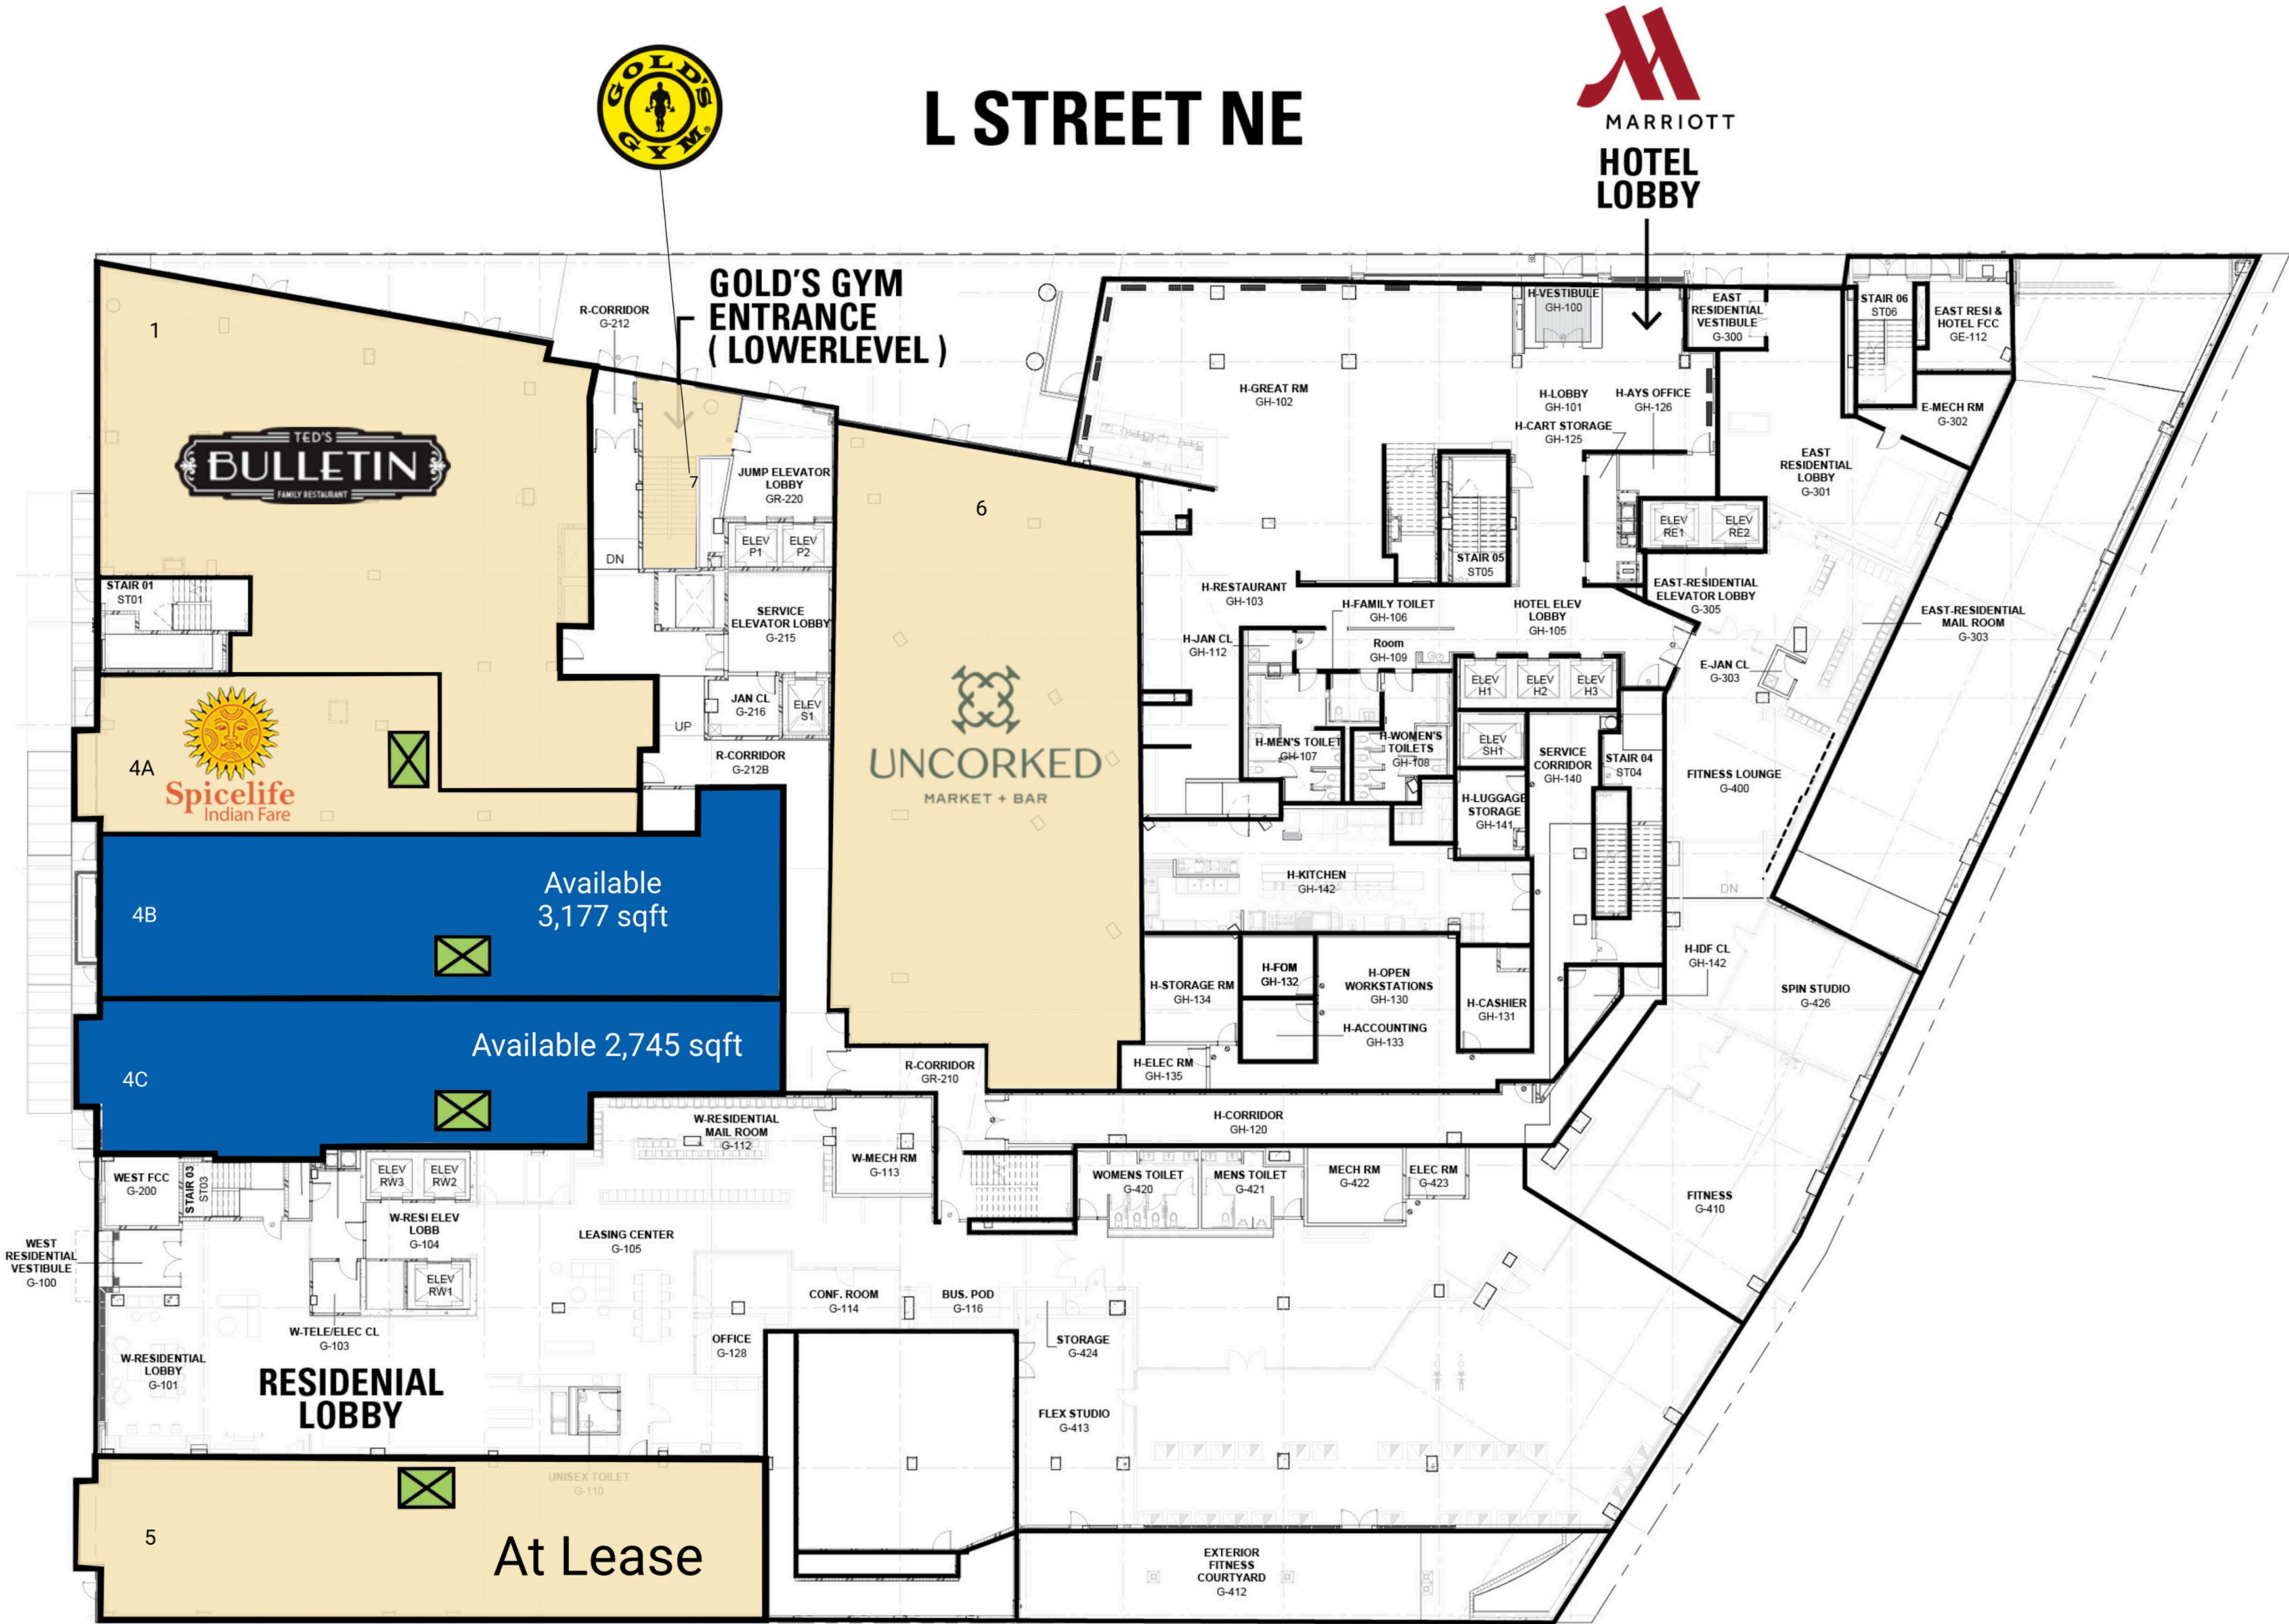 GOLD'S GYM®
L STREET NE
MARRIOTT
HOTEL
LOBBY
GOLD'S GYM
ENTRANCE
( LOWERLEVEL )
R-CORRIDOR
G-212
1
TED'S
BULLETIN
FAMILY RESTAURANT
STAIR 01
ST01
DN
7
JUMP ELEVATOR
LOBBY
GR-220
ELEV
P1
ELEV
P2
SERVICE
ELEVATOR LOBBY
G-215
JAN CL
G-216
ELEV
S1
UP
R-CORRIDOR
G-212B
4A
Spicelife
Indian Fare
4B
Available
3,177 sqft
4C
Available 2,745 sqft
6
UNCORKED
MARKET + BAR
R-CORRIDOR
GR-210
H-VESTIBULE
GH-100
EAST
RESIDENTIAL
VESTIBULE
G-300
STAIR 06
ST06
EAST RESI &
HOTEL FCC
GE-112
H-GREAT RM
GH-102
H-LOBBY
GH-101
H-AYS OFFICE
GH-126
H-CART STORAGE
GH-125
E-MECH RM
G-302
EAST
RESIDENTIAL
LOBBY
G-301
ELEV
RE1
ELEV
RE2
STAIR 05
ST05
EAST-RESIDENTIAL
ELEVATOR LOBBY
G-305
EAST-RESIDENTIAL
MAIL ROOM
G-303
H-RESTAURANT
GH-103
H-FAMILY TOILET
GH-106
HOTEL ELEV
LOBBY
GH-105
H-JAN CL
GH-112
Room
GH-109
E-JAN CL
G-303
ELEV
H1
ELEV
H2
ELEV
H3
H-MEN'S TOILET
GH-107
H-WOMEN'S
TOILETS
GH-108
ELEV
SH1
SERVICE
CORRIDOR
GH-140
STAIR 04
ST04
FITNESS LOUNGE
G-400
H-LUGGAGE
STORAGE
GH-141
H-KITCHEN
GH-142
DN
H-IDF CL
GH-142
H-STORAGE RM
GH-134
H-FOM
GH-132
H-OPEN
WORKSTATIONS
GH-130
H-CASHIER
GH-131
H-ACCOUNTING
GH-133
SPIN STUDIO
G-426
H-ELEC RM
GH-135
H-CORRIDOR
GH-120
W-RESIDENTIAL
MAIL ROOM
G-112
W-MECH RM
G-113
WEST FCC
G-200
STAIR 03
ST03
ELEV
RW3
ELEV
RW2
WOMENS TOILET
G-420
MENS TOILET
G-421
MECH RM
G-422
ELEC RM
G-423
FITNESS
G-410
W-RESI ELEV
LOBB
G-104
LEASING CENTER
G-105
WEST
RESIDENTIAL
VESTIBULE
G-100
ELEV
RW1
CONF. ROOM
G-114
BUS. POD
G-116
W-TELE/ELEC CL
G-103
OFFICE
G-128
STORAGE
G-424
W-RESIDENTIAL
LOBBY
G-101
RESIDENIAL
LOBBY
FLEX STUDIO
G-413
UNISEX TOILET
G-110
5
At Lease
EXTERIOR
FITNESS
COURTYARD
G-412